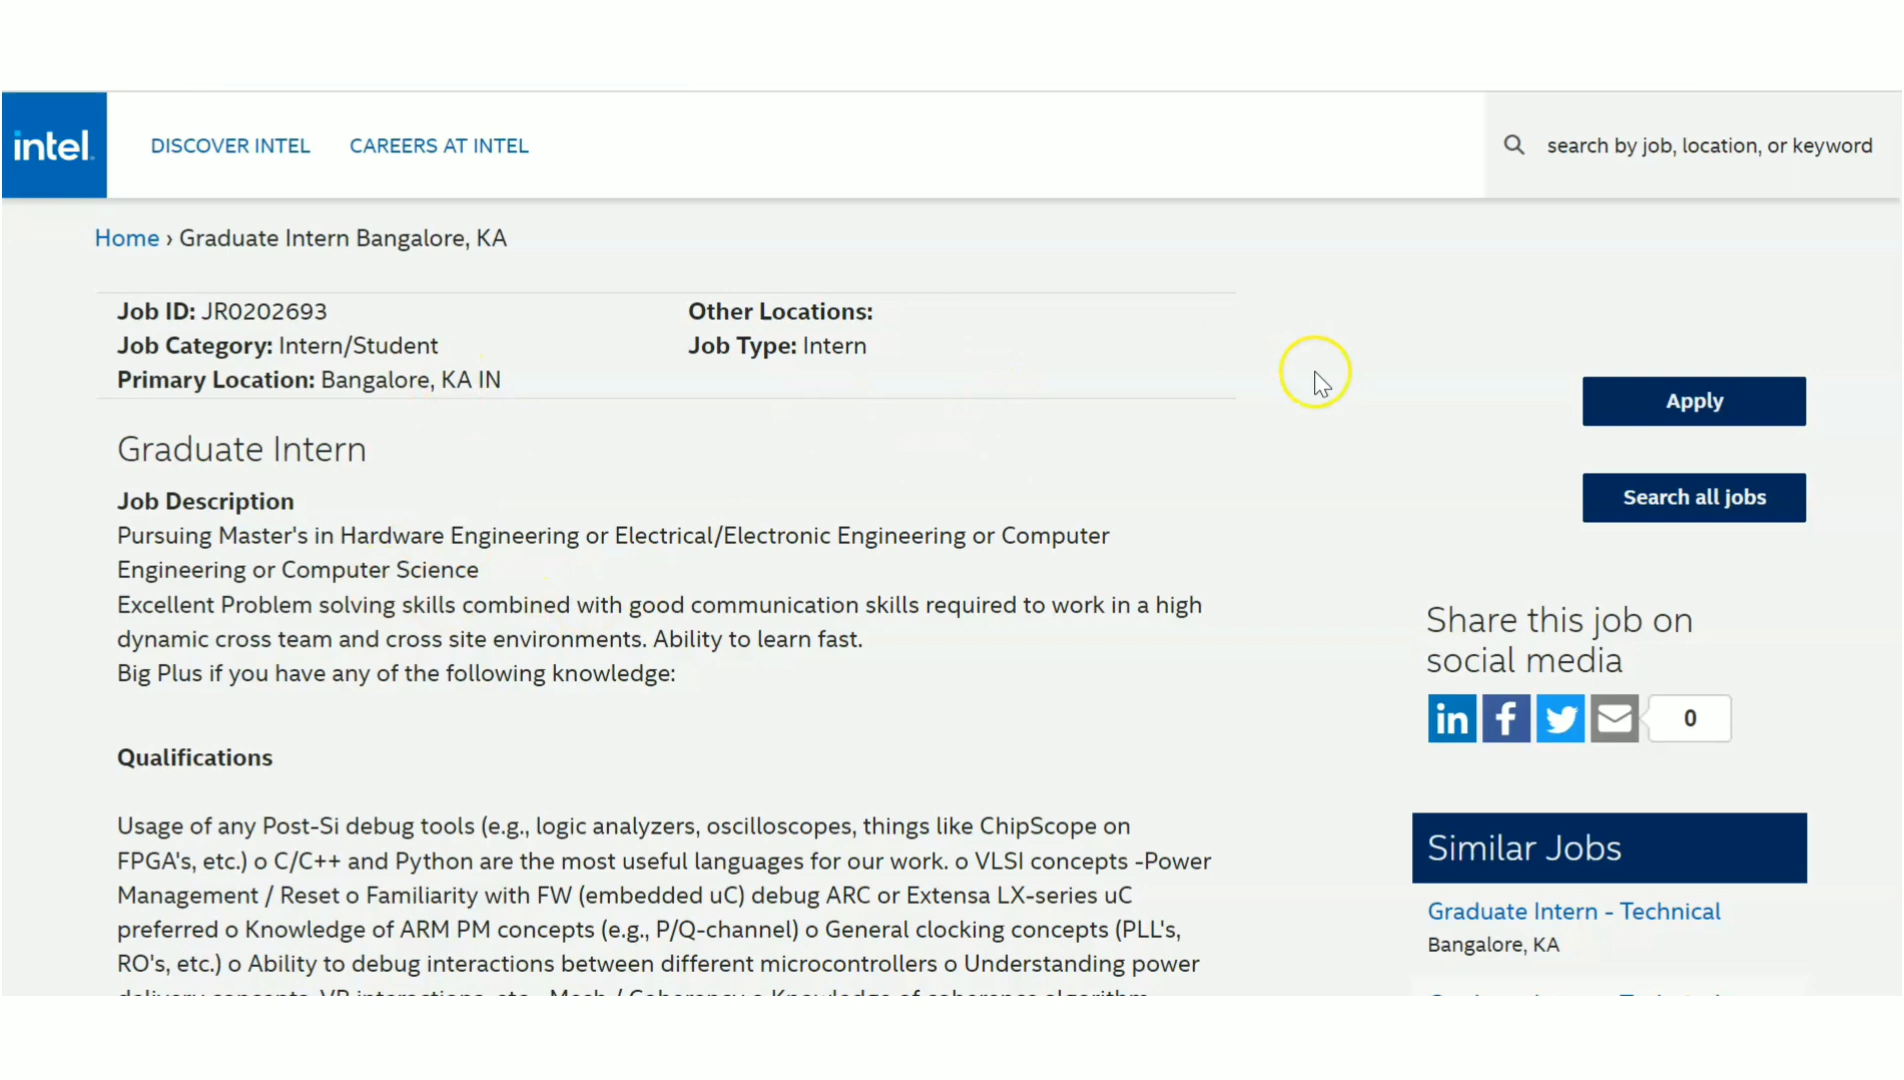 intel.
DISCOVER INTEL
CAREERS AT INTEL
search by job, location, or keyword
Home › Graduate Intern Bangalore, KA
Job ID: JR0202693
Job Category: Intern/Student
Primary Location: Bangalore, KA IN
Other Locations:
Job Type: Intern
Graduate Intern
Job Description
Pursuing Master's in Hardware Engineering or Electrical/Electronic Engineering or Computer
Engineering or Computer Science
Excellent Problem solving skills combined with good communication skills required to work in a high
dynamic cross team and cross site environments. Ability to learn fast.
Big Plus if you have any of the following knowledge:
Qualifications
Usage of any Post-Si debug tools (e.g., logic analyzers, oscilloscopes, things like ChipScope on
FPGA's, etc.) o C/C++ and Python are the most useful languages for our work. o VLSI concepts -Power
Management / Reset o Familiarity with FW (embedded uC) debug ARC or Extensa LX-series uC
preferred o Knowledge of ARM PM concepts (e.g., P/Q-channel) o General clocking concepts (PLL's,
RO's, etc.) o Ability to debug interactions between different microcontrollers o Understanding power
Apply
Search all jobs
Share this job on
social media
in f
0
Similar Jobs
Graduate Intern - Technical
Bangalore, KA